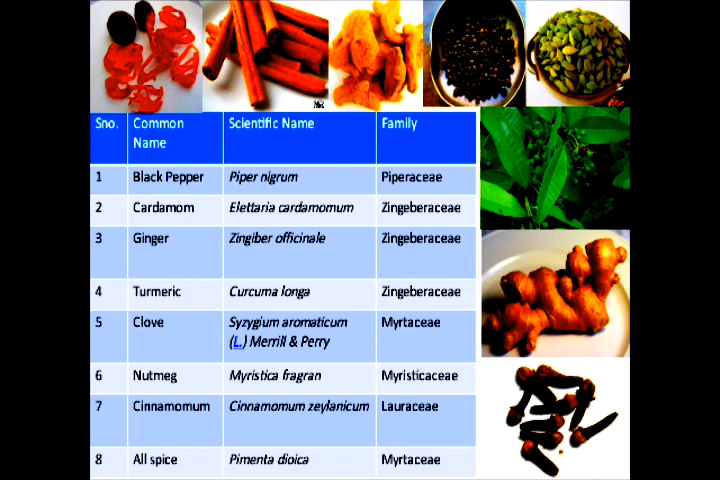 Sno. Common Name Scientific Name Family
1 Black Pepper Piper nigrum Piperaceae
2 Cardamom Elettaria cardamomum Zingeberaceae
3 Ginger Zingiber officinale Zingeberaceae
4 Turmeric Curcuma longa Zingeberaceae
5 Clove Syzygium aromaticum Myrtaceae
(L.) Merrill & Perry
6 Nutmeg Myristica fragran Myristicaceae
7 Cinnamomum Cinnamomum zeylanicum Lauraceae
8 All spice Pimenta dioica Myrtaceae